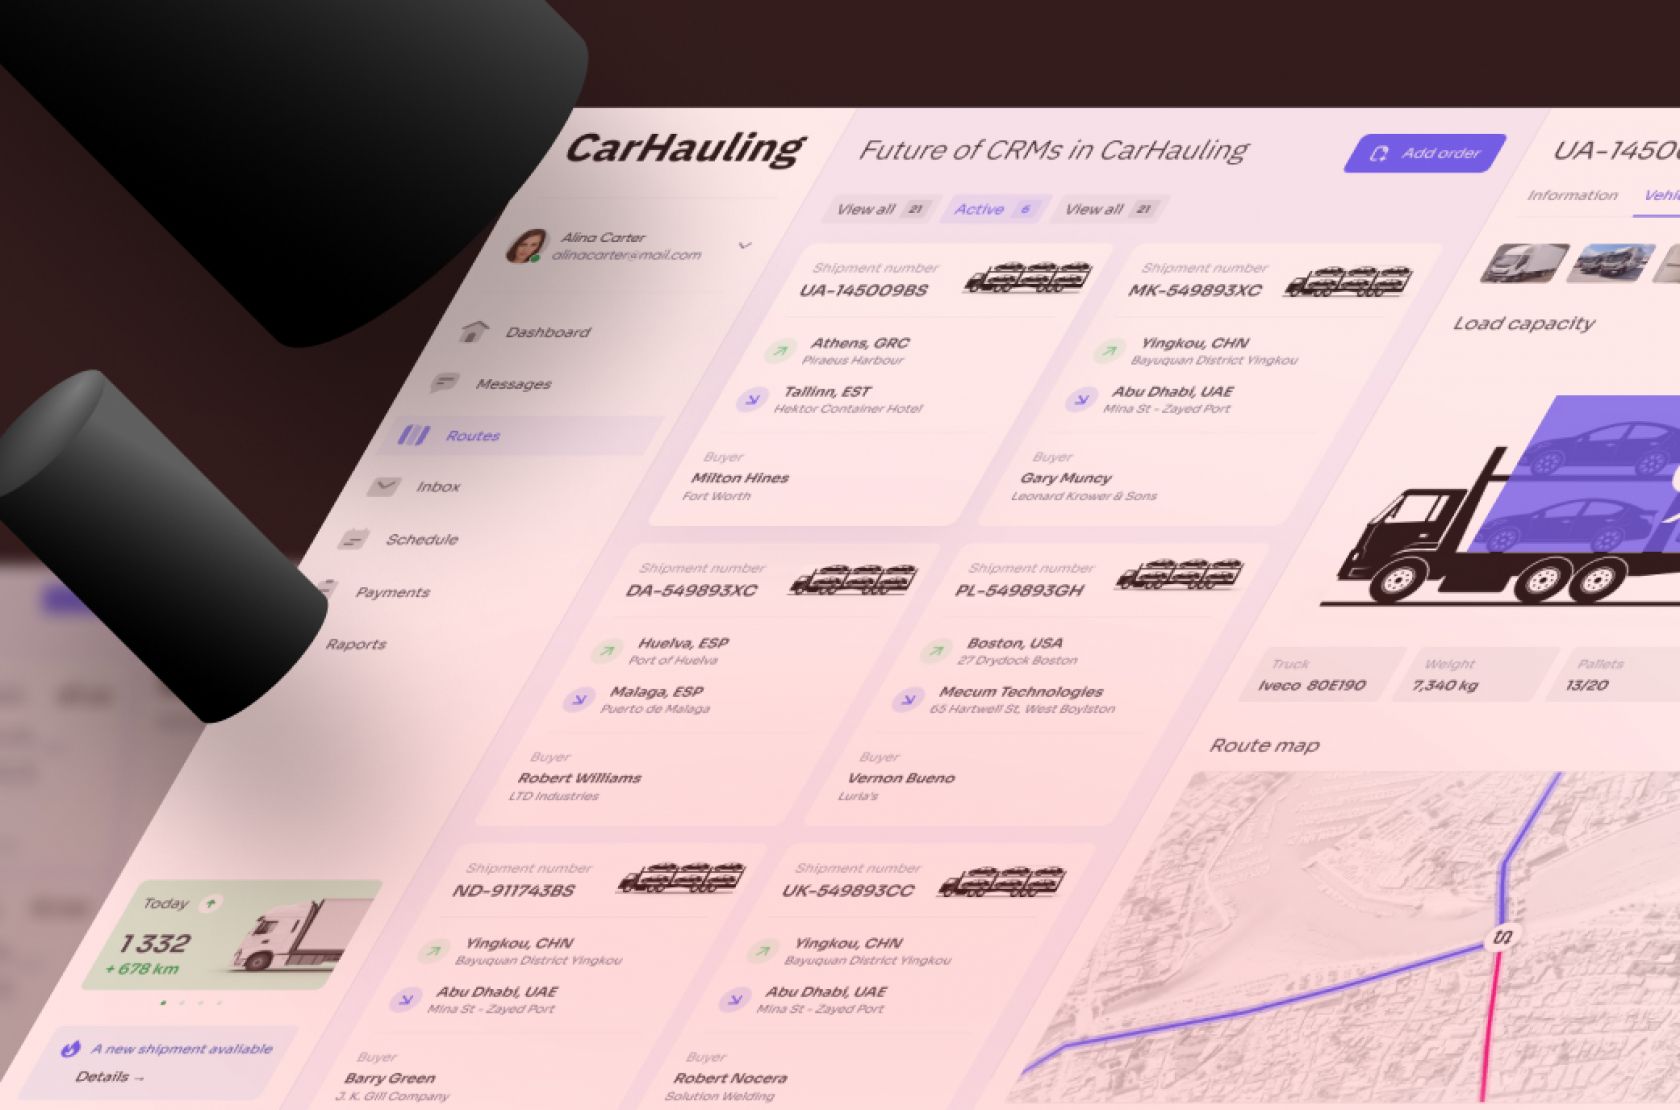 CarHauling
Alina Carter
alinacarter@mail.com
Dashboard
Messages
Routes
Inbox
Schedule
Payments
Raports
Today
1 332
+ 678 km
A new shipment available
Details →
Future of CRMs in CarHauling
Add order
View all 21
Active 6
View all 21
Shipment number
UA-145009BS
Athens, GRC
Piraeus Harbour
Tallinn, EST
Hektor Container Hotel
Buyer
Milton Hines
Fort Worth
Shipment number
MK-549893XC
Yingkou, CHN
Bayuquan District Yingkou
Abu Dhabi, UAE
Mina St - Zayed Port
Buyer
Gary Muncy
Leonard Krower & Sons
Shipment number
DA-549893XC
Huelva, ESP
Port of Huelva
Malaga, ESP
Puerto de Malaga
Buyer
Robert Williams
LTD Industries
Shipment number
PL-549893GH
Boston, USA
27 Drydock Boston
Mecum Technologies
65 Hartwell St, West Boylston
Buyer
Vernon Bueno
Luria's
Shipment number
ND-911743BS
Yingkou, CHN
Bayuquan District Yingkou
Abu Dhabi, UAE
Mina St - Zayed Port
Buyer
Barry Green
J. K. Gill Company
Shipment number
UK-549893CC
Yingkou, CHN
Bayuquan District Yingkou
Abu Dhabi, UAE
Mina St - Zayed Port
Buyer
Robert Nocera
Solution Welding
UA-1450
Information
Load capacity
Truck
Iveco 80E190
Weight
7,340 kg
Pallets
13/20
Route map